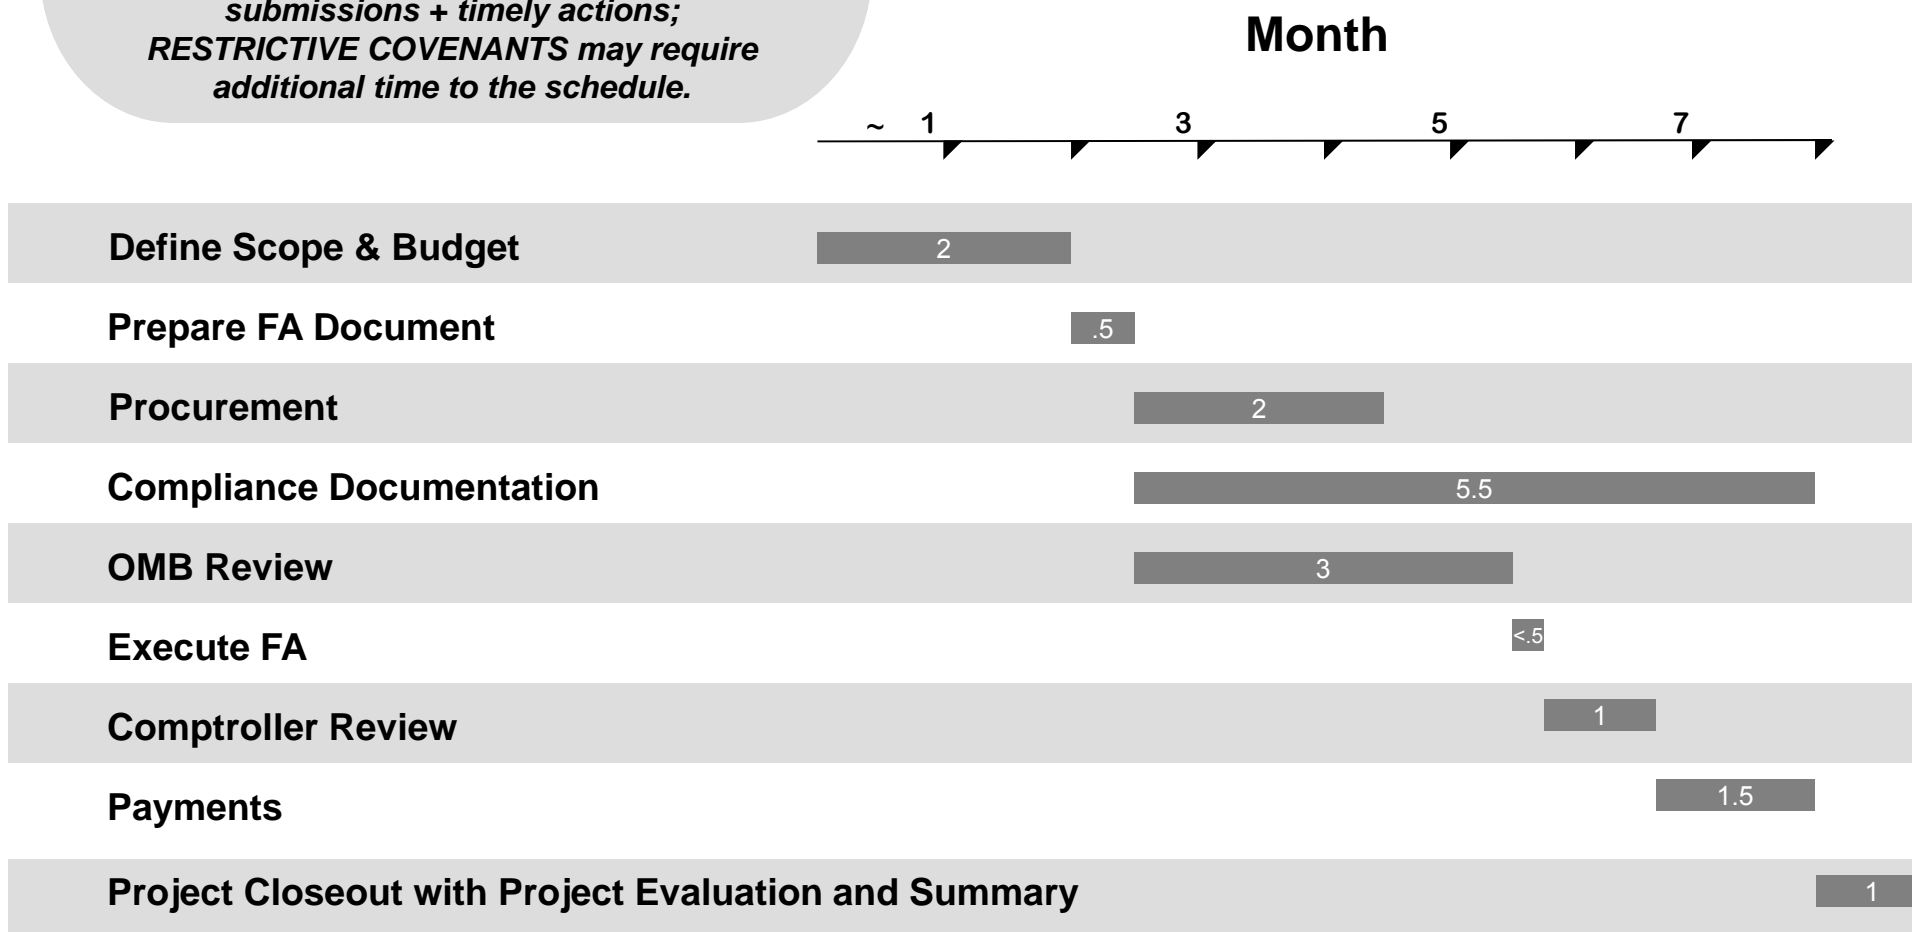 submissions + timely actions;
RESTRICTIVE COVENANTS may require
additional time to the schedule.
Month
~ 1 3 5 7
Define Scope & Budget 2
Prepare FA Document .5
Procurement 2
Compliance Documentation 5.5
OMB Review 3
Execute FA <.5
Comptroller Review 1
Payments 1.5
Project Closeout with Project Evaluation and Summary 1